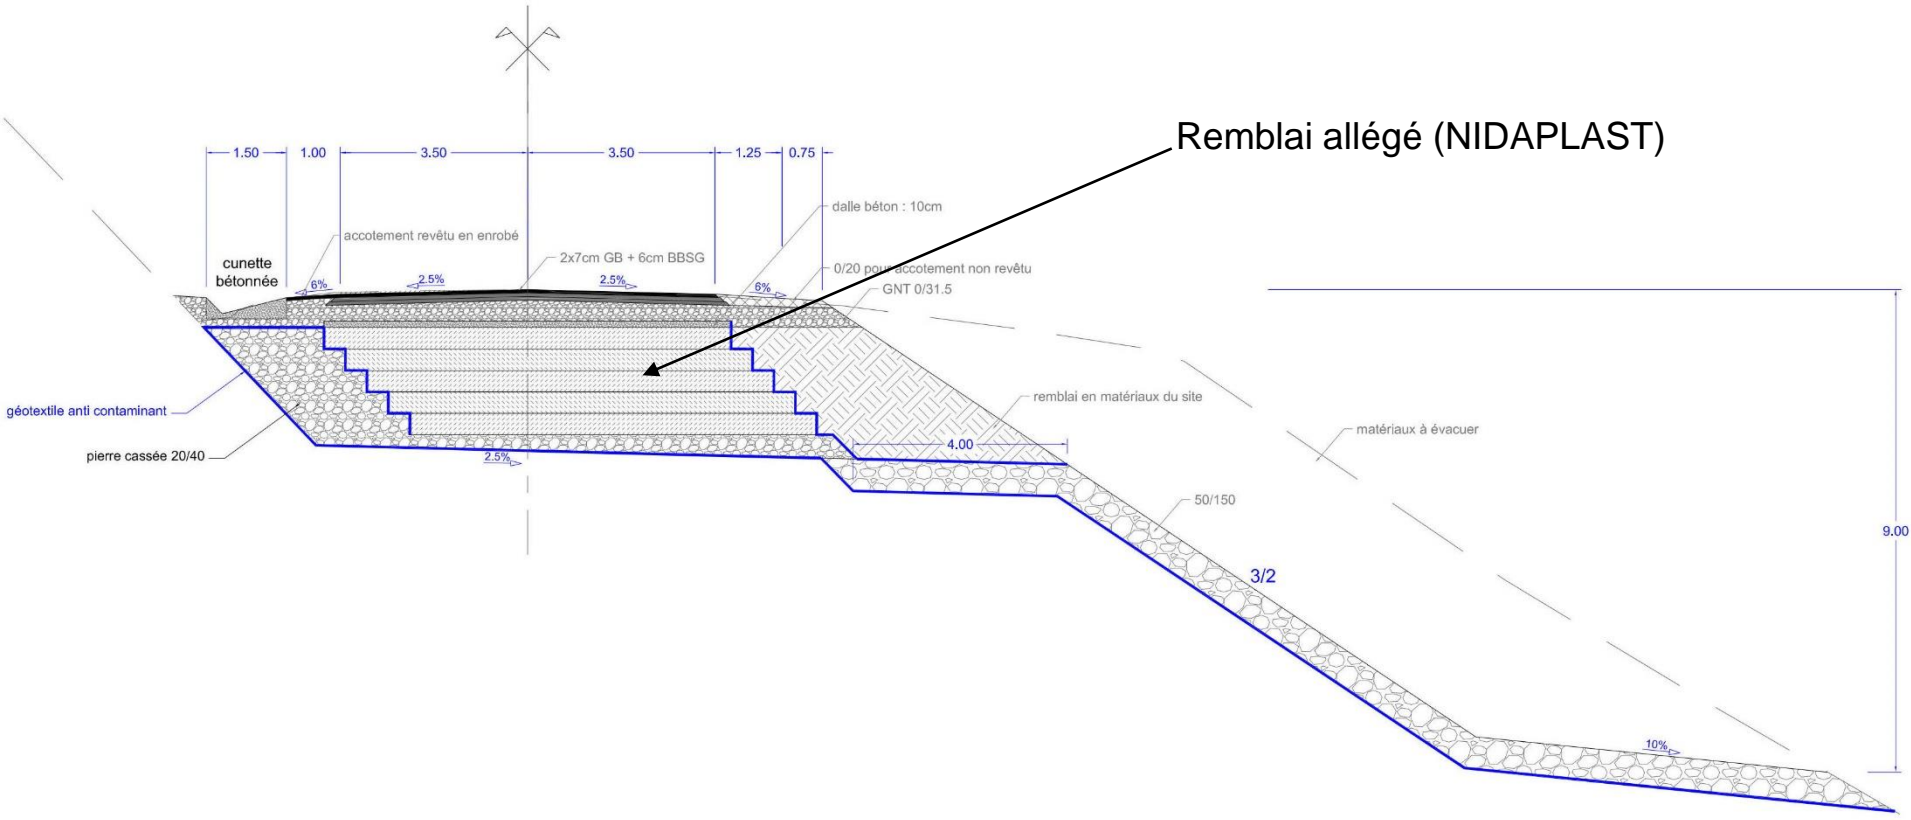 Remblai allégé (NIDAPLAST)
1.50
1.00
3.50
3.50
1.25
0.75
dalle béton : 10cm
accotement revêtu en enrobé
cunette
bétonnée
2x7cm GB + 6cm BBSG
0/20 pour accotement non revêtu
6%
2.5%
2.5%
6%
GNT 0/31.5
remblai en matériaux du site
géotextile anti contaminant
matériaux à évacuer
4.00
pierre cassée 20/40
2.5%
50/150
9.00
3/2
10%